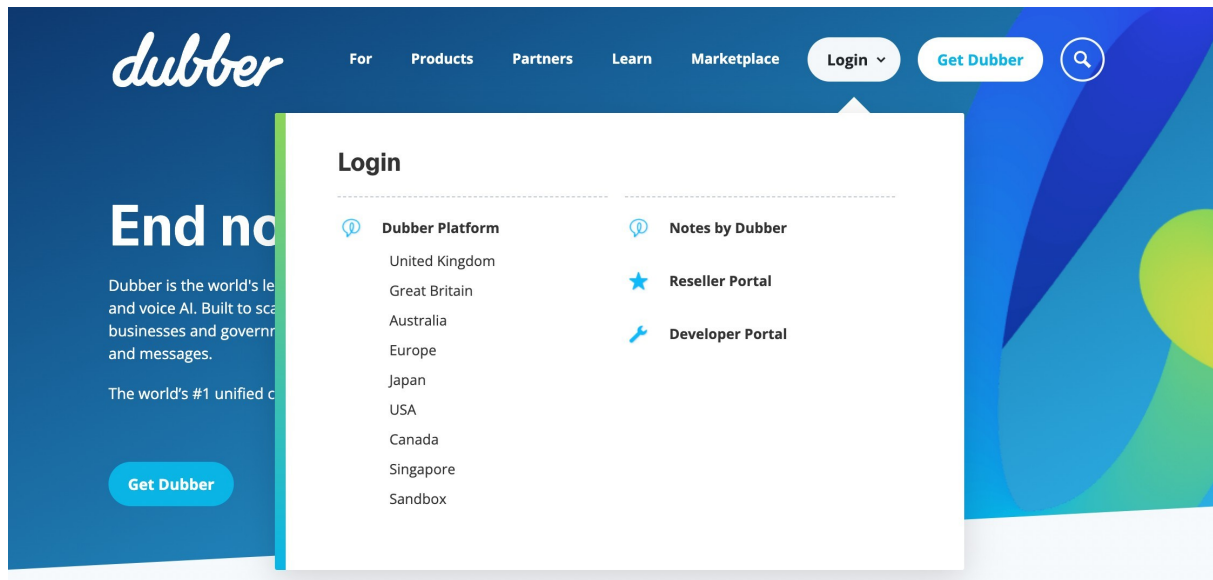 dubber
For Products Partners Learn Marketplace Login Get Dubber
Login
End no
Dubber is the world's le
and voice AI. Built to sca
businesses and governr
and messages.
The world's #1 unified c
Get Dubber
Dubber Platform
United Kingdom
Great Britain
Australia
Europe
Japan
USA
Canada
Singapore
Sandbox
Notes by Dubber
Reseller Portal
Developer Portal